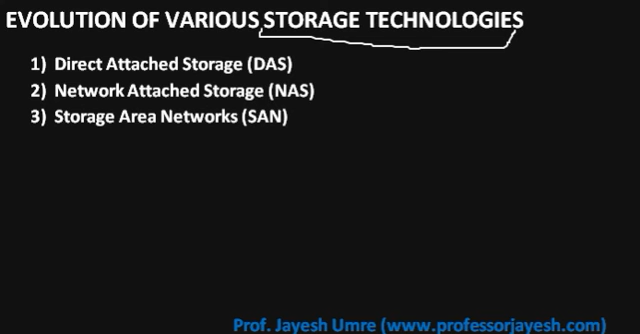 EVOLUTION OF VARIOUS STORAGE TECHNOLOGIES
1) Direct Attached Storage (DAS)
2) Network Attached Storage (NAS)
3) Storage Area Networks (SAN)
Prof. Jayesh Umre (www.professorjayesh.com)